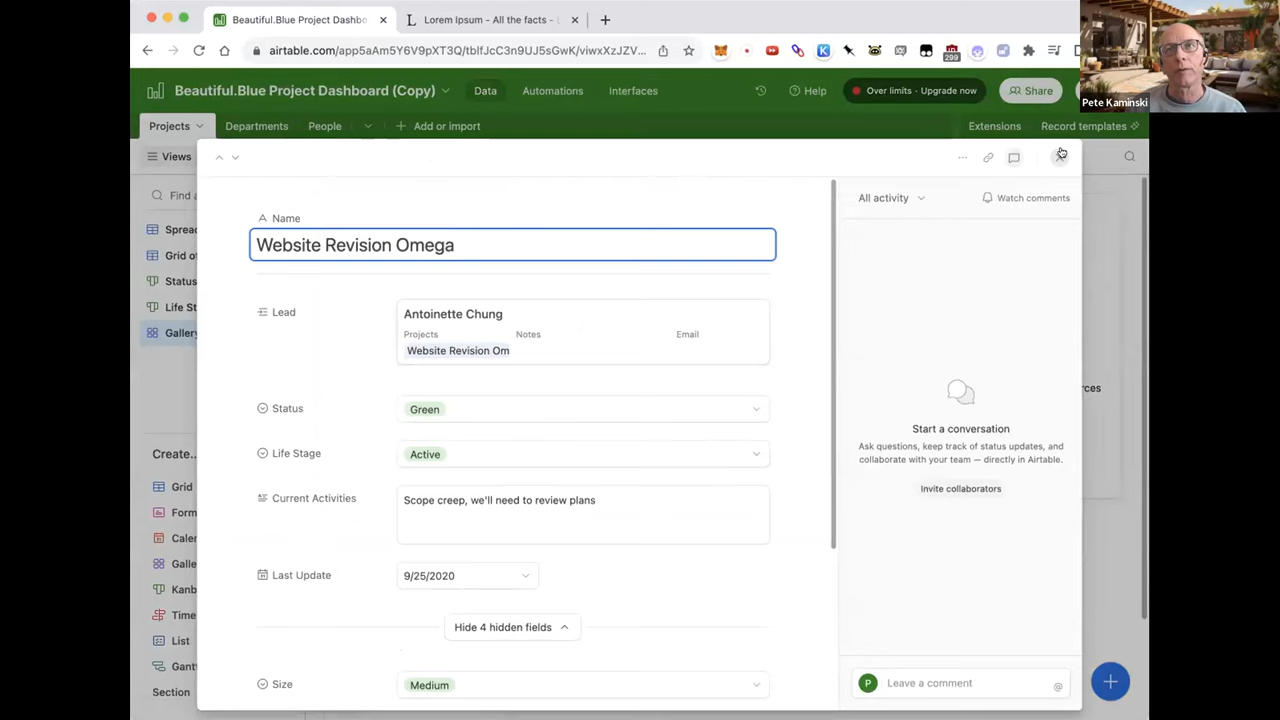 Beautiful.Blue Project Dashbo
Lorem Ipsum - All the facts -
airtable.com/app5aAm5Y6V9pXT3Q/tblfJcC3n9UJ5sGwK/viwxXzJZV...
299
Pete Kaminski
Beautiful.Blue Project Dashboard (Copy)
Data
Automations
Interfaces
Help
Over limits · Upgrade now
Share
Projects
Departments
People
Add or import
Extensions
Record templates
Views
Find a
Spread
Grid of
Status
Life St
Gallery
Create...
Grid
Form
Calen
Galle
Kanb
Time
List
Gantt
Section
Name
Website Revision Omega
Lead
Antoinette Chung
Projects
Notes
Email
Website Revision Om
Status
Green
Life Stage
Active
Current Activities
Scope creep, we'll need to review plans
Last Update
9/25/2020
Hide 4 hidden fields
Size
Medium
All activity
Watch comments
Start a conversation
Ask questions, keep track of status updates, and
collaborate with your team — directly in Airtable.
Invite collaborators
P
Leave a comment
@
rces